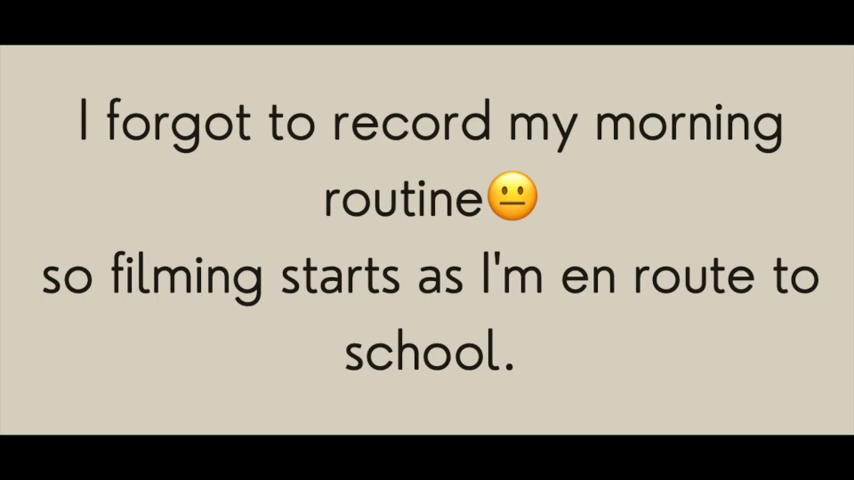 I forgot to record my morning
routine😐
so filming starts as I'm en route to
school.